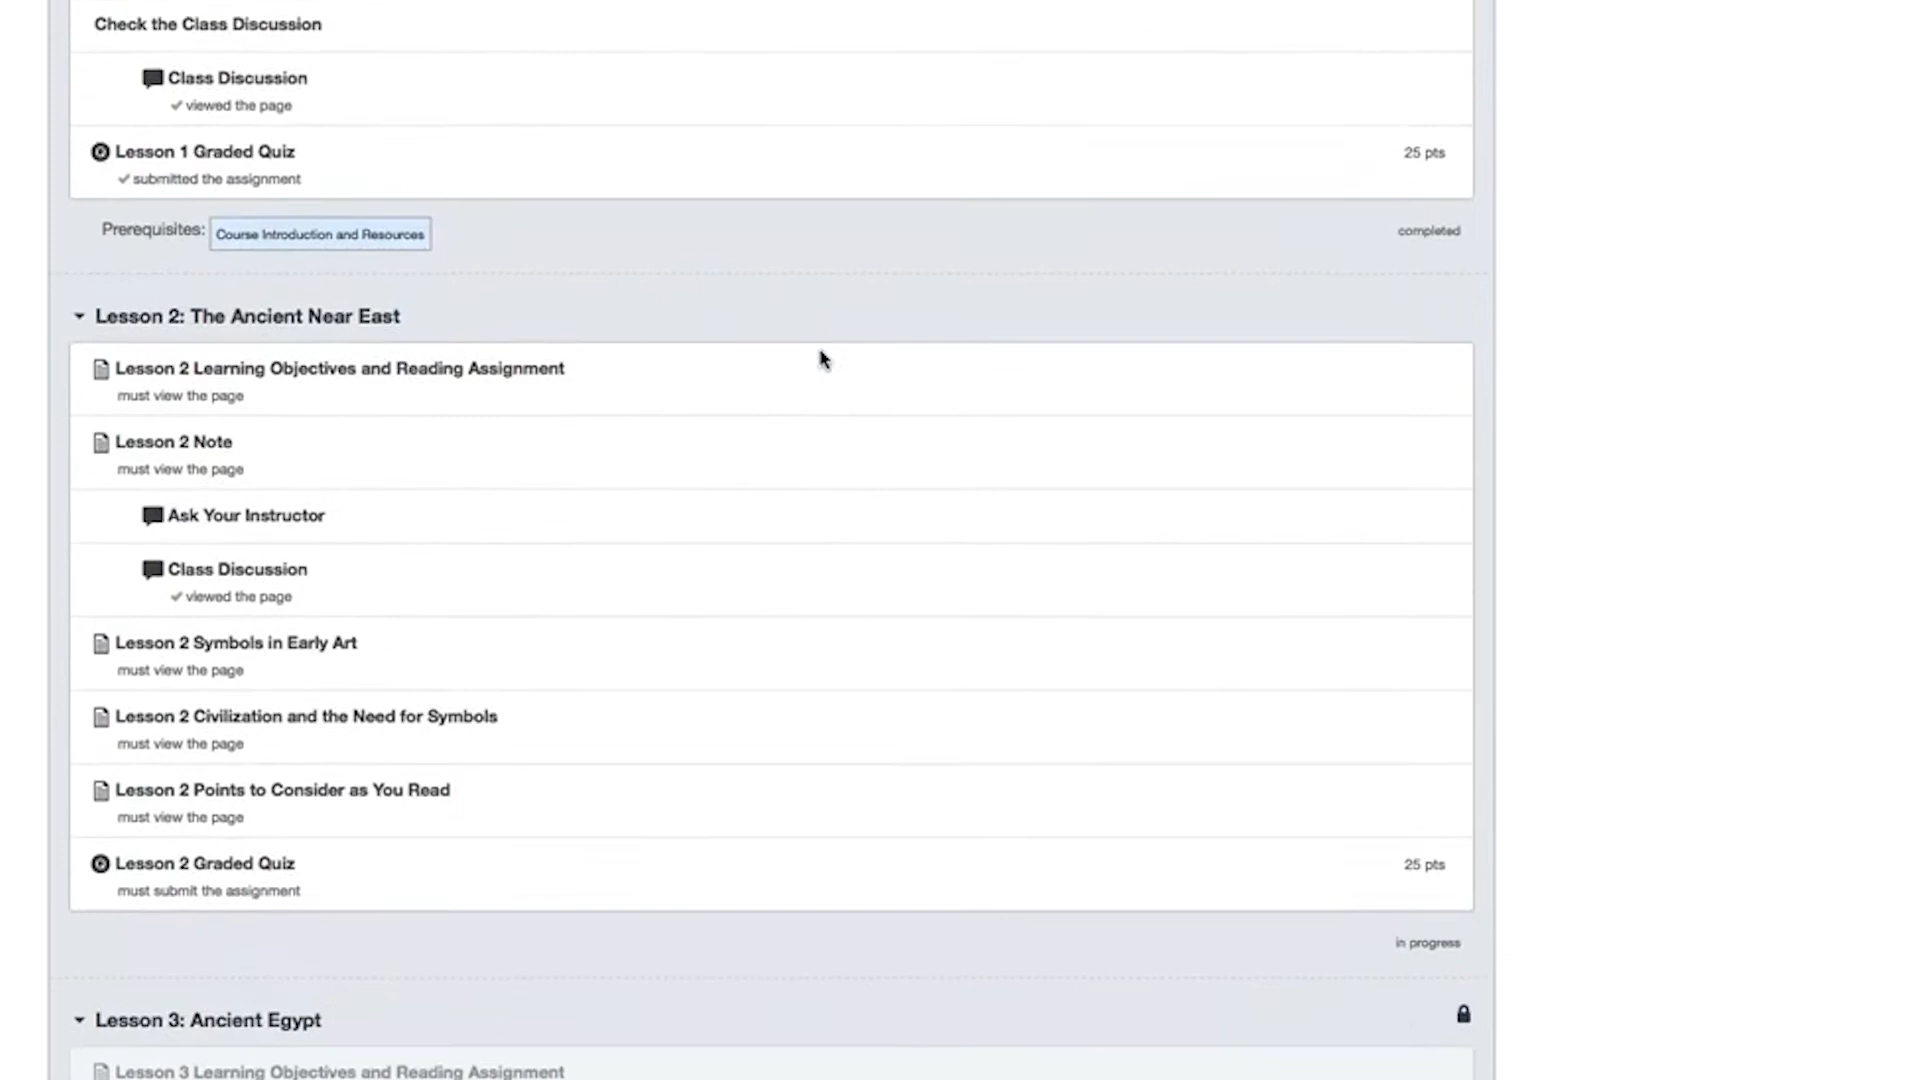 Check the Class Discussion
Class Discussion
viewed the page
Lesson 1 Graded Quiz
25 pts
submitted the assignment
Prerequisites: Course Introduction and Resources
completed
Lesson 2: The Ancient Near East
Lesson 2 Learning Objectives and Reading Assignment
must view the page
Lesson 2 Note
must view the page
Ask Your Instructor
Class Discussion
viewed the page
Lesson 2 Symbols in Early Art
must view the page
Lesson 2 Civilization and the Need for Symbols
must view the page
Lesson 2 Points to Consider as You Read
must view the page
Lesson 2 Graded Quiz
25 pts
must submit the assignment
in progress
Lesson 3: Ancient Egypt
Lesson 3 Learning Objectives and Reading Assignment